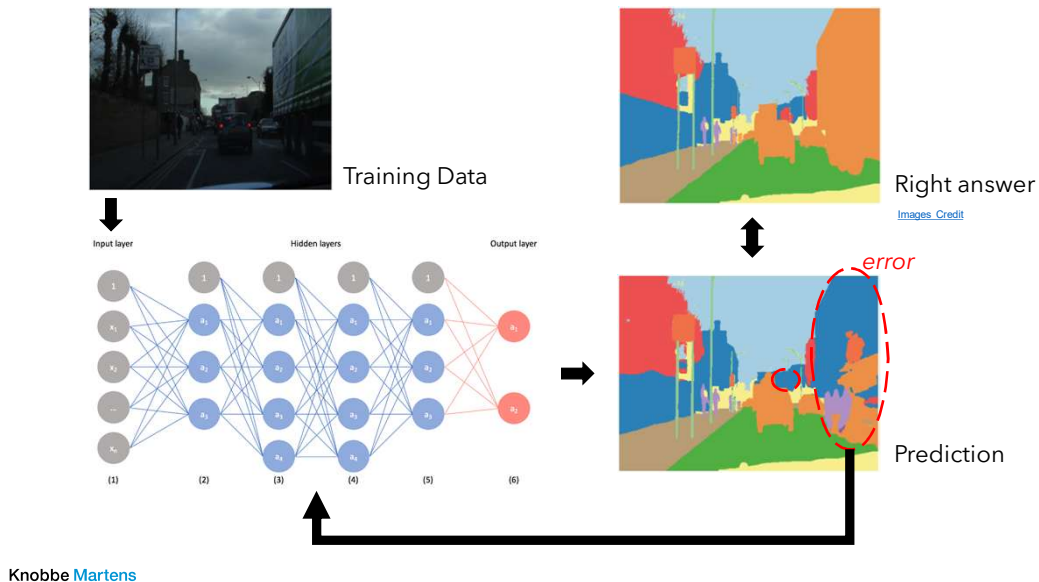 Training Data
Right answer
Images Credit
Input layer
Hidden layers
Output layer
error
1
x1
x2
...
xn
1
a1
a2
a3
1
a1
a2
a3
a4
1
a1
a2
a3
a4
1
a1
a2
a3
a1
a2
(1)
(2)
(3)
(4)
(5)
(6)
Prediction
Knobbe Martens